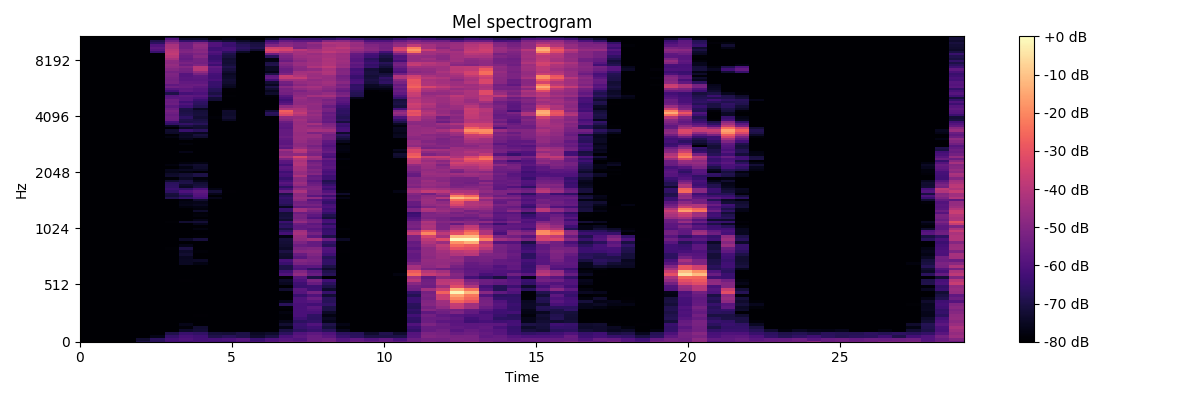 Mel spectrogram
8192
4096
2048
1024
512
0
Hz
0 5 10 15 20 25
Time
+0 dB
-10 dB
-20 dB
-30 dB
-40 dB
-50 dB
-60 dB
-70 dB
-80 dB